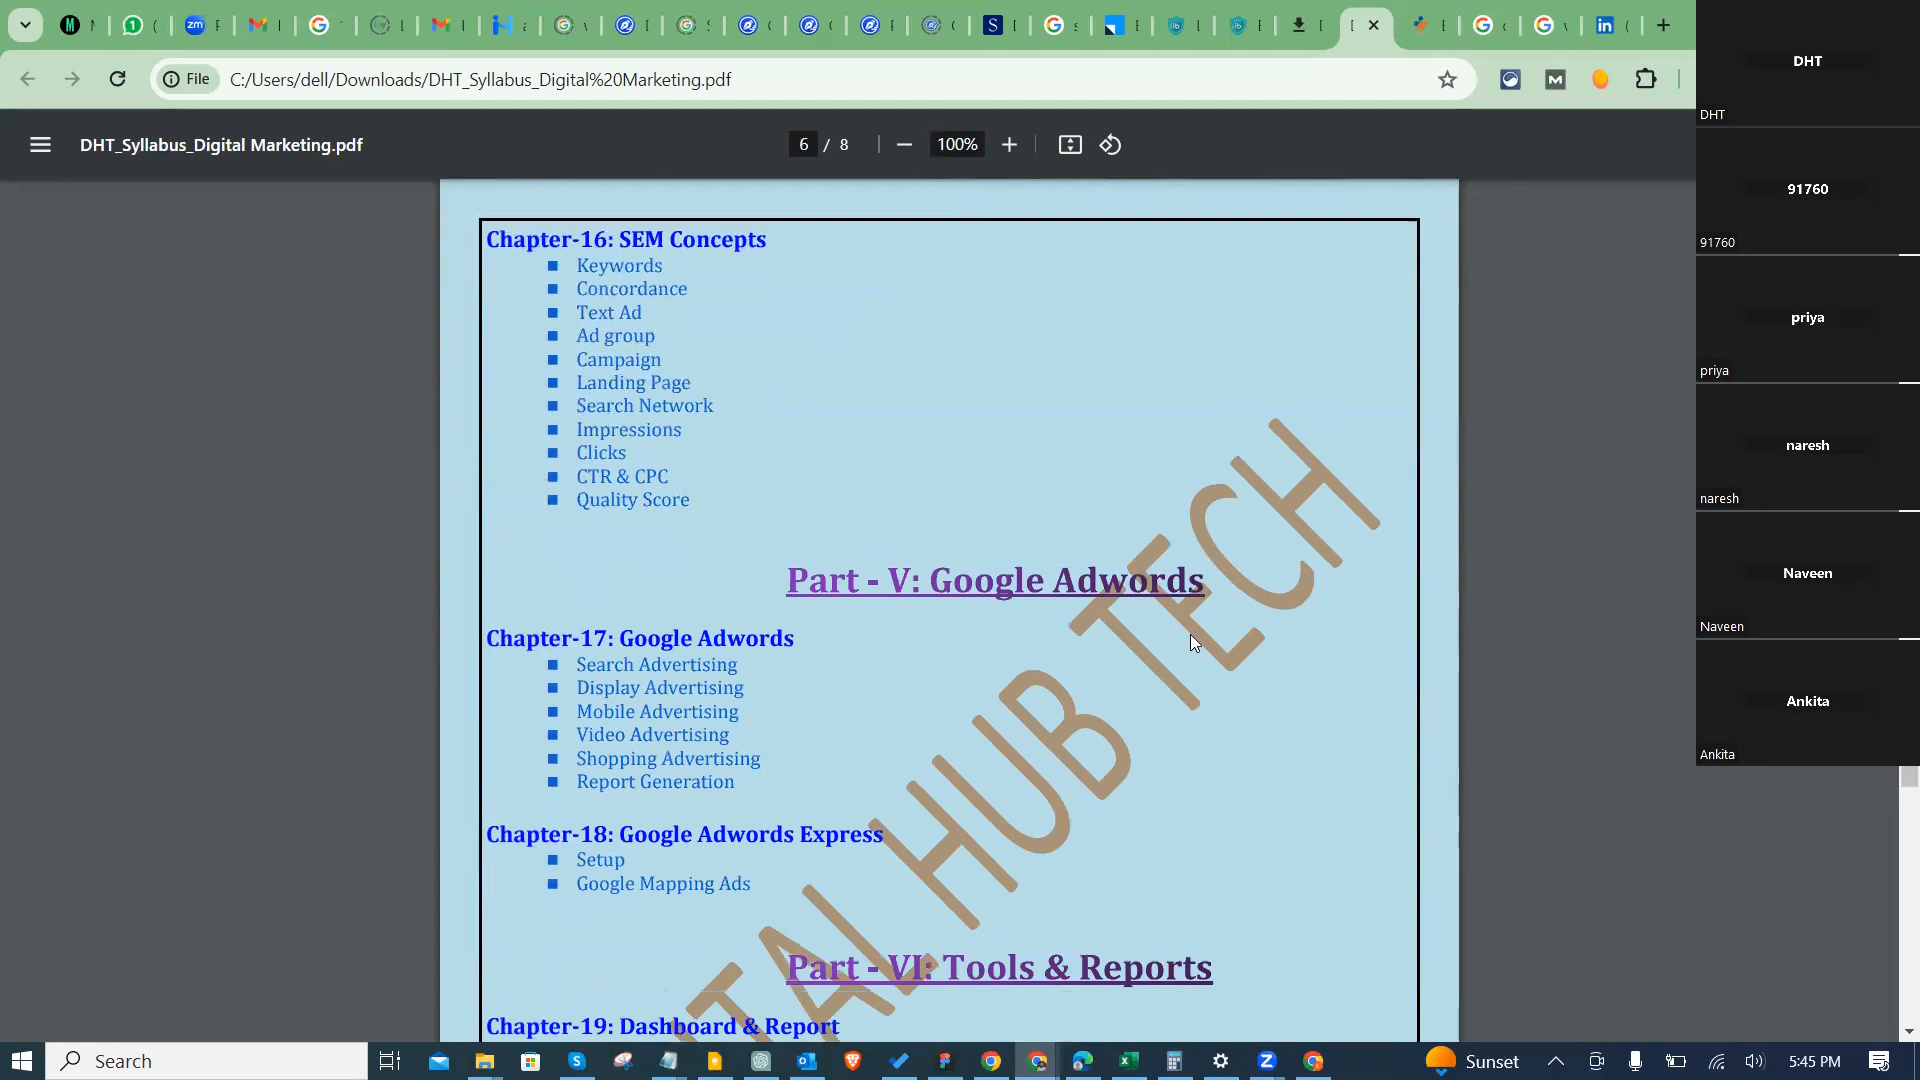 File
C:/Users/dell/Downloads/DHT_Syllabus_Digital%20Marketing.pdf
DHT_Syllabus_Digital Marketing.pdf
6 / 8
100%
Chapter-16: SEM Concepts
Keywords
Concordance
Text Ad
Ad group
Campaign
Landing Page
Search Network
Impressions
Clicks
CTR & CPC
Quality Score
Part - V: Google Adwords
Chapter-17: Google Adwords
Search Advertising
Display Advertising
Mobile Advertising
Video Advertising
Shopping Advertising
Report Generation
Chapter-18: Google Adwords Express
Setup
Google Mapping Ads
Part - VI: Tools & Reports
Chapter-19: Dashboard & Report
ITAL HUB TECH
DHT
DHT
91760
91760
priya
priya
naresh
naresh
Naveen
Naveen
Ankita
Ankita
Search
Sunset
5:45 PM